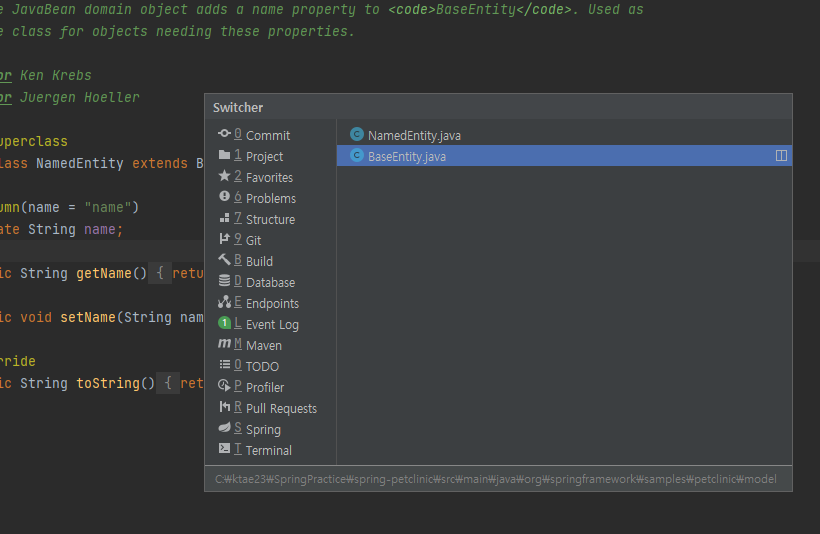 e JavaBean domain object adds a name property to <code>BaseEntity</code>. Used as
e class for objects needing these properties.
or Ken Krebs
or Juergen Hoeller
uperclass
lass NamedEntity extends B
umn(name = "name")
ate String name;
ic String getName() { retu
ic void setName(String nam
rride
ic String toString() { ret
Switcher
0 Commit
1 Project
2 Favorites
6 Problems
7 Structure
9 Git
B Build
D Database
E Endpoints
1 L Event Log
m M Maven
O TODO
P Profiler
R Pull Requests
S Spring
T Terminal
C NamedEntity.java
C BaseEntity.java
C:₩ktae23₩SpringPractice₩spring-petclinic₩src₩main₩java₩org₩springframework₩samples₩petclinic₩model